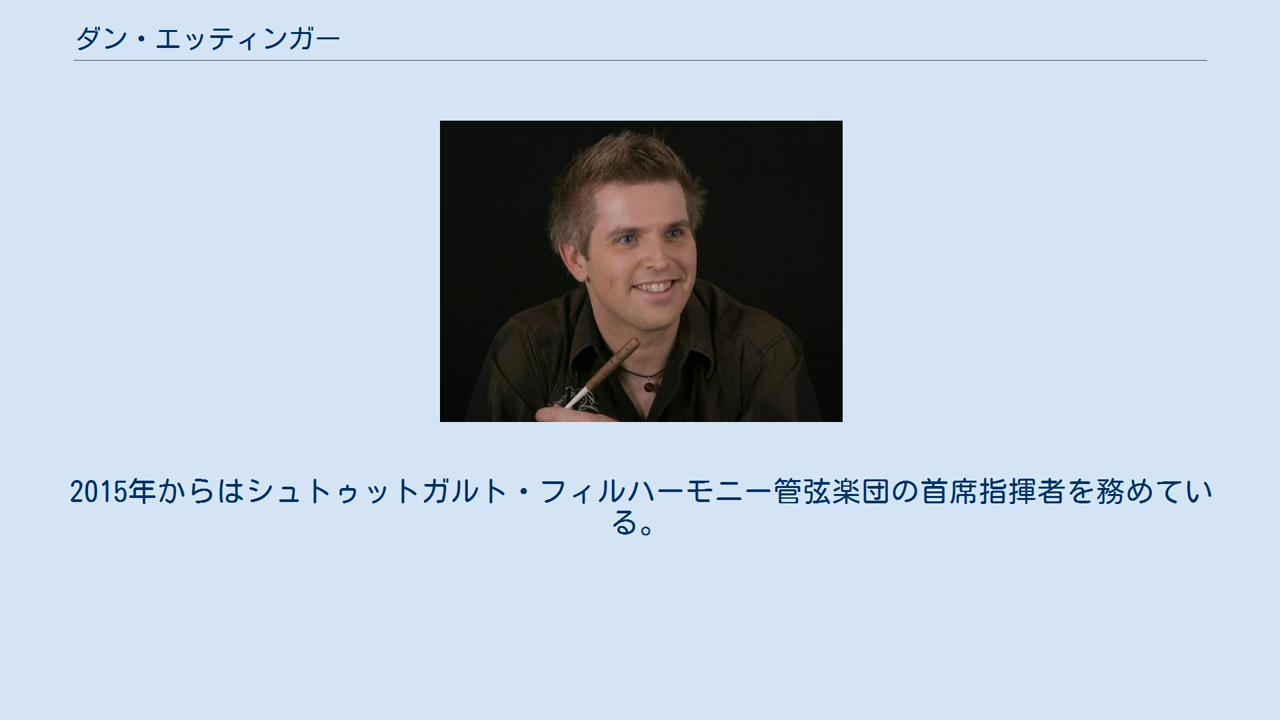 ダン・エッティンガー
2015年からはシュトゥットガルト・フィルハーモニー管弦楽団の首席指揮者を務めてい
る。